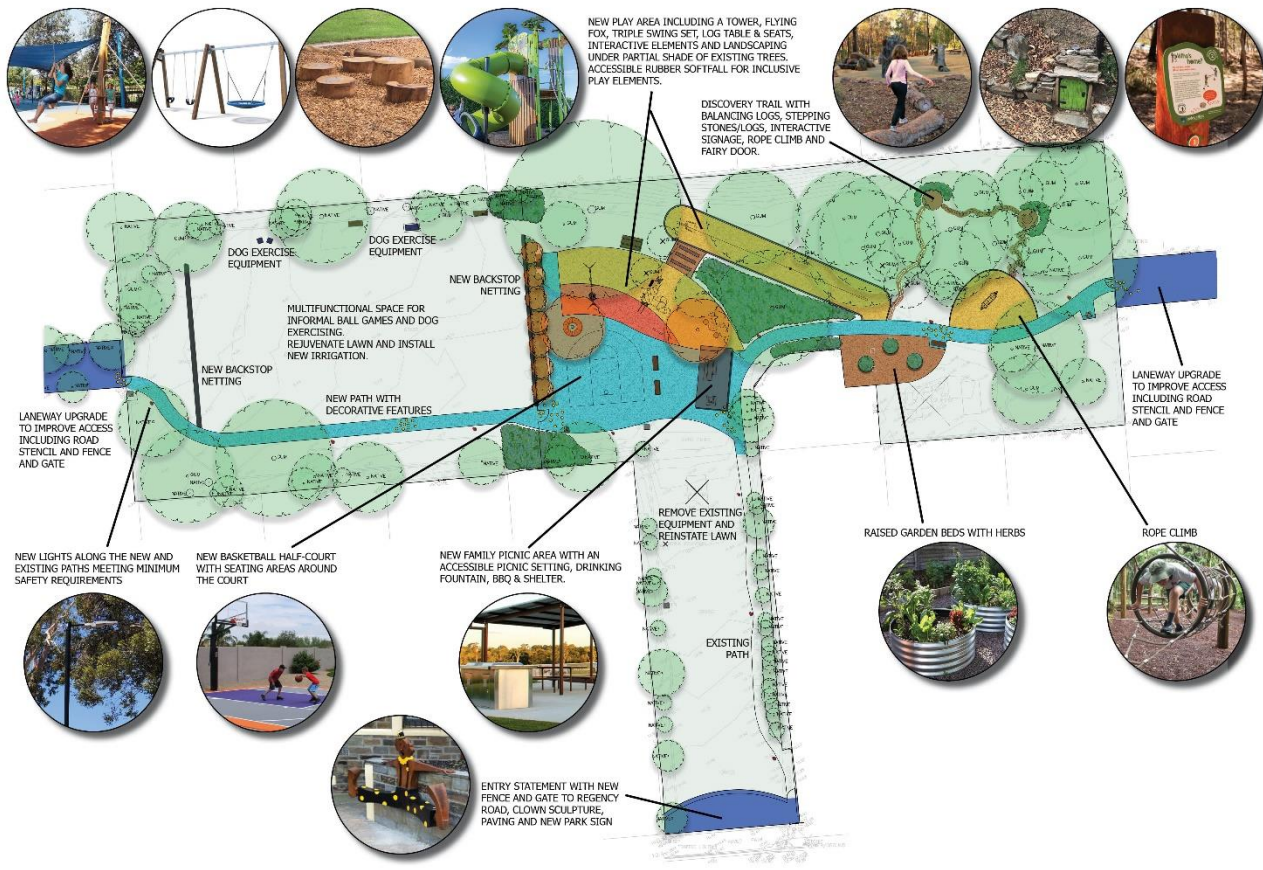 NEW PLAY AREA INCLUDING A TOWER, FLYING
FOX, TRIPLE SWING SET, LOG TABLE & SEATS,
INTERACTIVE ELEMENTS AND LANDSCAPING
UNDER PARTIAL SHADE OF EXISTING TREES.
ACCESSIBLE RUBBER SOFTFALL FOR INCLUSIVE
PLAY ELEMENTS.
DISCOVERY TRAIL WITH
BALANCING LOGS, STEPPING
STONES/LOGS, INTERACTIVE
SIGNAGE, ROPE CLIMB AND
FAIRY DOOR.
DOG EXERCISE
EQUIPMENT
DOG EXERCISE
EQUIPMENT
NEW BACKSTOP
NETTING
MULTIFUNCTIONAL SPACE FOR
INFORMAL BALL GAMES AND DOG
EXERCISING.
REJUVENATE LAWN AND INSTALL
NEW IRRIGATION.
NEW BACKSTOP
NETTING
NEW PATH WITH
DECORATIVE FEATURES
LANEWAY UPGRADE
TO IMPROVE ACCESS
INCLUDING ROAD
STENCIL AND FENCE
AND GATE
LANEWAY UPGRADE
TO IMPROVE ACCESS
INCLUDING ROAD
STENCIL AND FENCE
AND GATE
REMOVE EXISTING
EQUIPMENT AND
REINSTATE LAWN
NEW LIGHTS ALONG THE NEW AND
EXISTING PATHS MEETING MINIMUM
SAFETY REQUIREMENTS
NEW BASKETBALL HALF-COURT
WITH SEATING AREAS AROUND
THE COURT
NEW FAMILY PICNIC AREA WITH AN
ACCESSIBLE PICNIC SETTING, DRINKING
FOUNTAIN, BBQ & SHELTER.
RAISED GARDEN BEDS WITH HERBS
ROPE CLIMB
EXISTING
PATH
ENTRY STATEMENT WITH NEW
FENCE AND GATE TO REGENCY
ROAD, CLOWN SCULPTURE,
PAVING AND NEW PARK SIGN